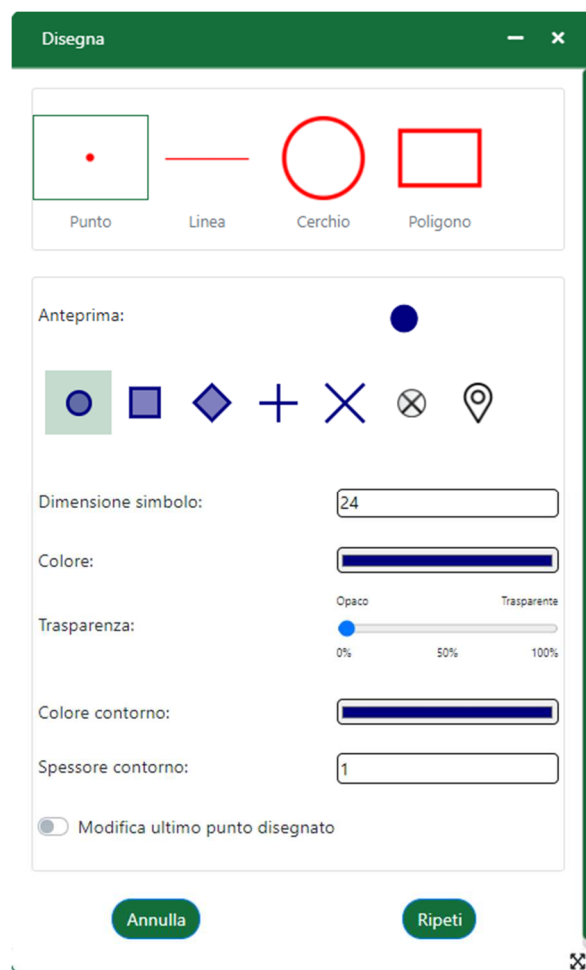 Disegna
Punto Linea Cerchio Poligono
Anteprima:
Dimensione simbolo: 24
Colore:
Opaco Trasparente
Trasparenza:
0% 50% 100%
Colore contorno:
Spessore contorno: 1
Modifica ultimo punto disegnato
Annulla Ripeti